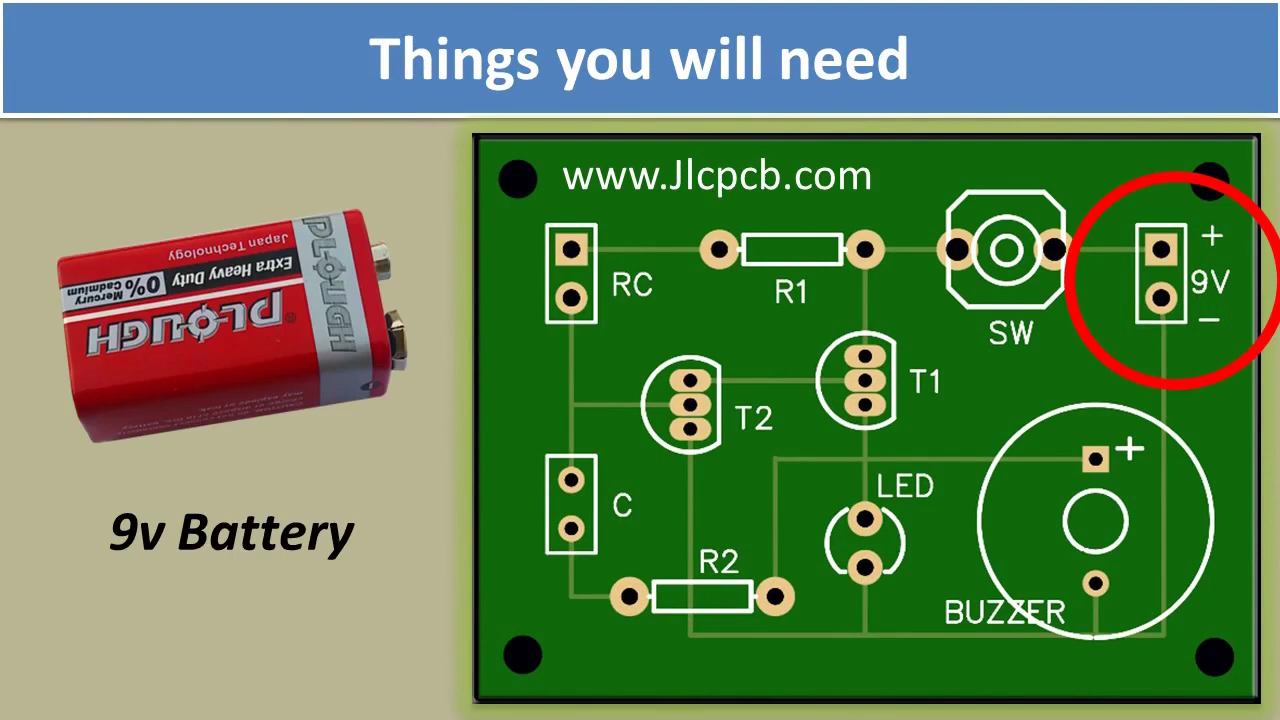 Things you will need
www.Jlcpcb.com
+
9V
−
RC
R1
SW
T1
T2
+
LED
C
R2
BUZZER
PLOUGH
Japan Technology
Extra Heavy Duty
0% Mercury Cadmium
PLOUGH®
9v Battery